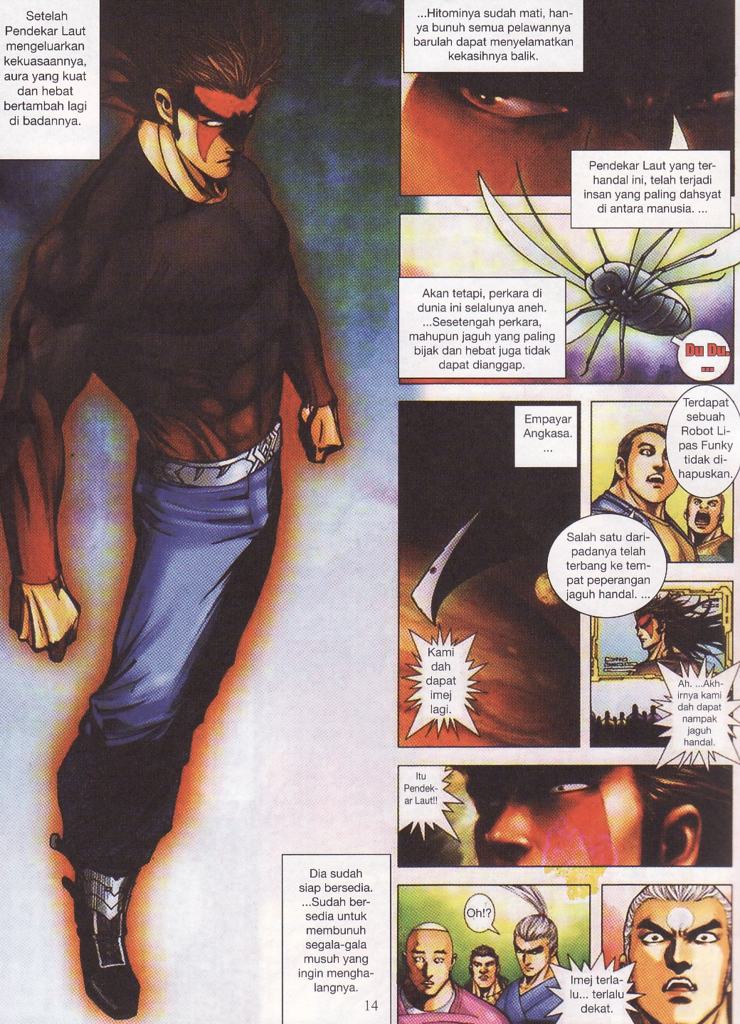 Setelah
Pendekar Laut
mengeluarkan
kekuasaannya,
aura yang kuat
dan hebat
bertambah lagi
di badannya.
...Hitominya sudah mati, han-
ya bunuh semua pelawannya
barulah dapat menyelamatkan
kekasihnya balik.
Pendekar Laut yang ter-
handal ini, telah terjadi
insan yang paling dahsyat
di antara manusia. ...
Akan tetapi, perkara di
dunia ini selalunya aneh.
...Sesetengah perkara,
mahupun jaguh yang paling
bijak dan hebat juga tidak
dapat dianggap.
Du Du.
...
Empayar
Angkasa.
...
Terdapat
sebuah
Robot Li-
pas Funky
tidak di-
hapuskan.
Salah satu dari-
padanya telah
terbang ke tem-
pat peperangan
jaguh handal. ...
Kami
dah
dapat
imej
lagi.
Ah. ...Akh-
irnya kami
dah dapat
nampak
jaguh
handal.
Itu
Pendek-
ar Laut!!
Dia sudah
siap bersedia.
...Sudah ber-
sedia untuk
membunuh
segala-gala
musuh yang
ingin mengha-
langnya.
Oh!?
Imej terla-
lu... terlalu
dekat.
14